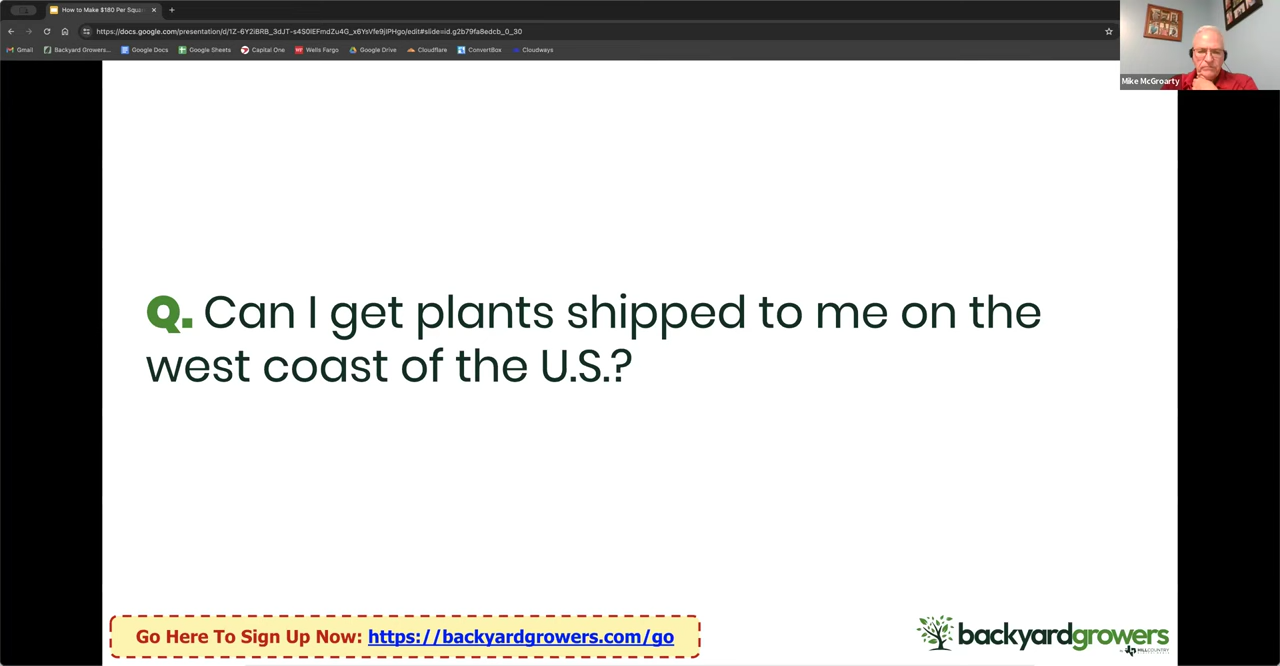 How to Make $180 Per Squar
https://docs.google.com/presentation/d/1Z-6Y2iBRB_3dJT-s4S0IEFmdZu4G_x6YsVfe9jIPHgo/edit#slide=id.g2b79fa8edcb_0_30
Gmail Backyard Growers... Google Docs Google Sheets Capital One Wells Fargo Google Drive Cloudflare ConvertBox Cloudways
Mike McGroarty
Q. Can I get plants shipped to me on the
west coast of the U.S.?
Go Here To Sign Up Now: https://backyardgrowers.com/go
backyardgrowers
HILL COUNTRY